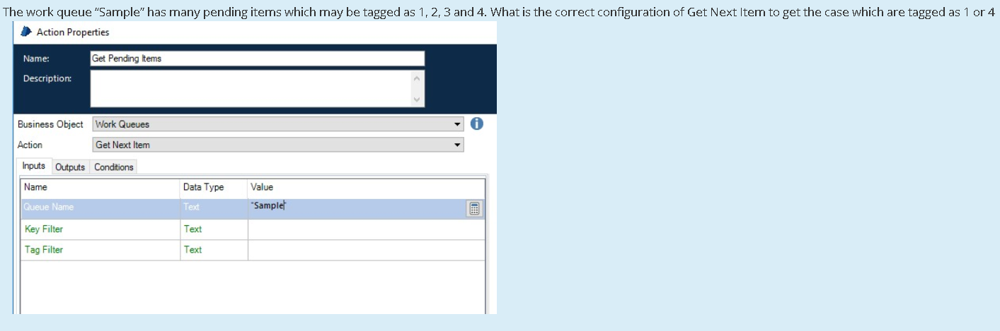 The work queue “Sample” has many pending items which may be tagged as 1, 2, 3 and 4. What is the correct configuration of Get Next Item to get the case which are tagged as 1 or 4
Action Properties
Name: Get Pending Items
Description:
Business Object Work Queues
Action Get Next Item
Inputs Outputs Conditions
Name Data Type Value
Queue Name Text "Sample"
Key Filter Text
Tag Filter Text